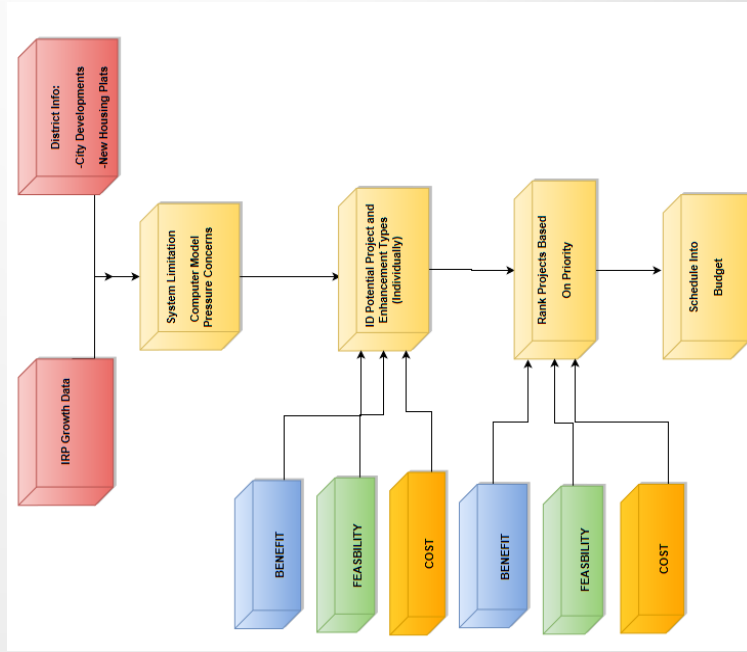 IRP Growth Data
District Info:
-City Developments
-New Housing Plats
System Limitation
Computer Model
Pressure Concerns
BENEFIT
FEASBILITY
COST
ID Potential Project and
Enhancement Types
(Individually)
BENEFIT
FEASIBILITY
COST
Rank Projects Based
On Priority
Schedule Into
Budget